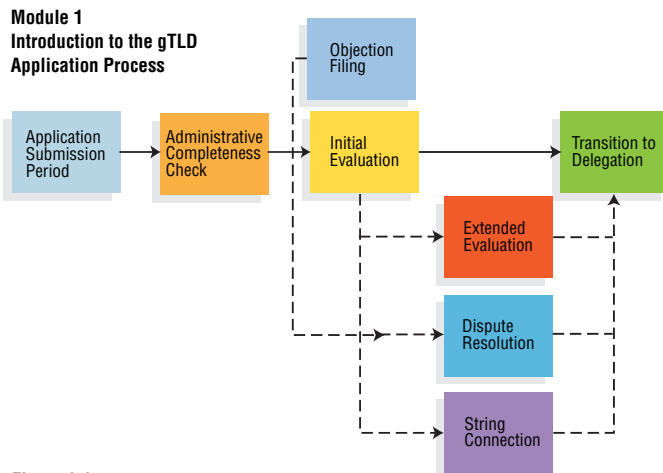 Module 1
Introduction to the gTLD
Application Process
Objection
Filing
Application
Submission
Period
Administrative
Completeness
Check
Initial
Evaluation
Transition to
Delegation
Extended
Evaluation
Dispute
Resolution
String
Connection